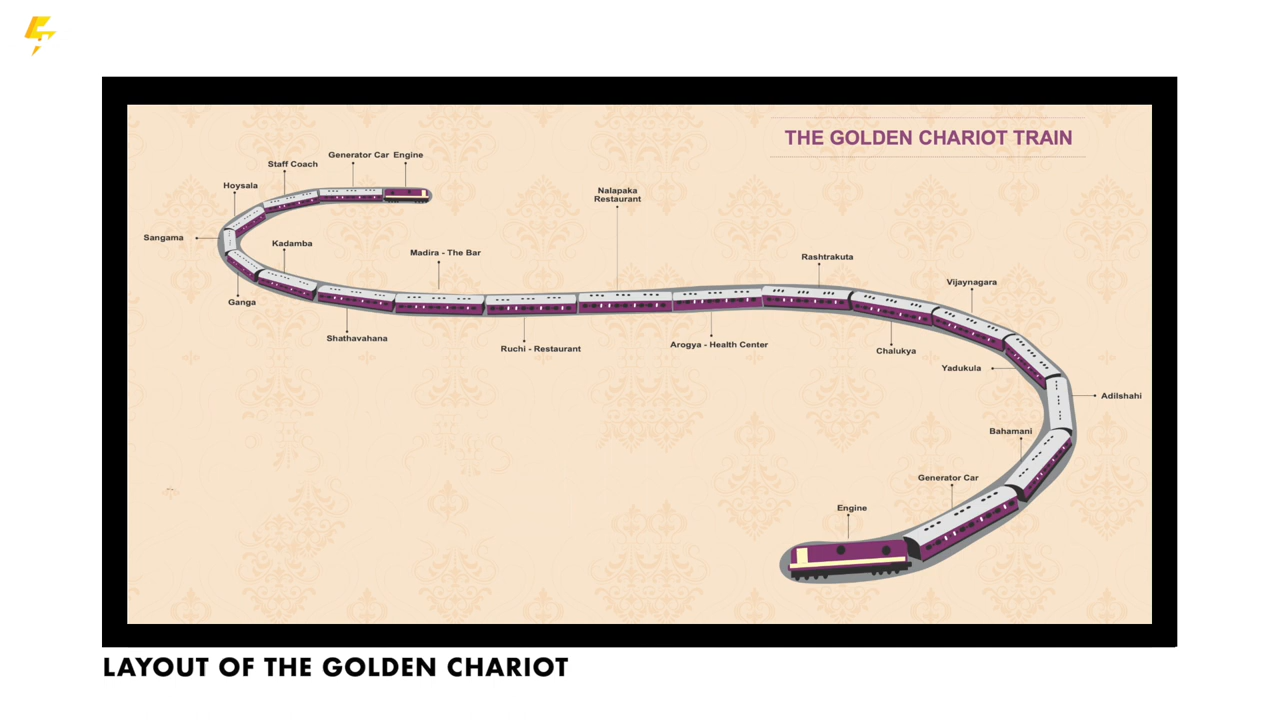 THE GOLDEN CHARIOT TRAIN
Generator Car
Engine
Staff Coach
Hoysala
Sangama
Kadamba
Ganga
Shathavahana
Madira - The Bar
Ruchi - Restaurant
Nalapaka
Restaurant
Arogya - Health Center
Rashtrakuta
Chalukya
Vijaynagara
Yadukula
Adilshahi
Bahamani
Generator Car
Engine
LAYOUT OF THE GOLDEN CHARIOT